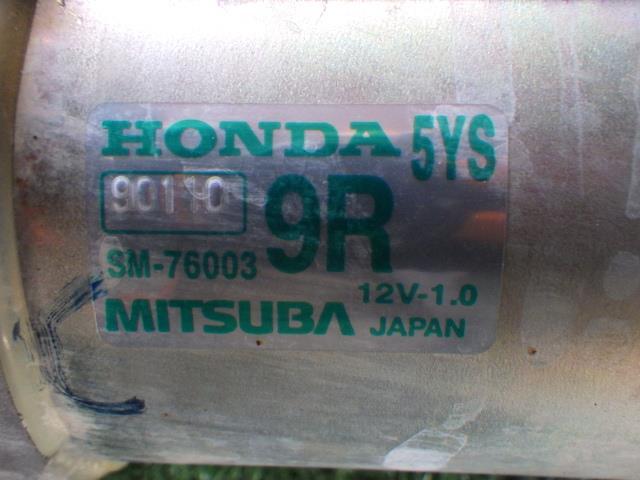 HONDA 5YS
90110 9R
SM-76003
12V-1.0
MITSUBA JAPAN